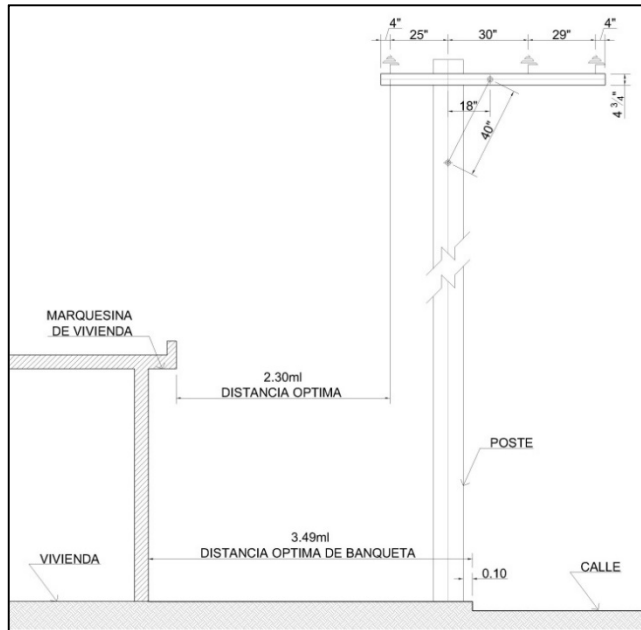 4"
25"
30"
29"
4"
18"
40"
4 3/4"
MARQUESINA
DE VIVIENDA
2.30ml
DISTANCIA OPTIMA
POSTE
3.49ml
DISTANCIA OPTIMA DE BANQUETA
VIVIENDA
0.10
CALLE